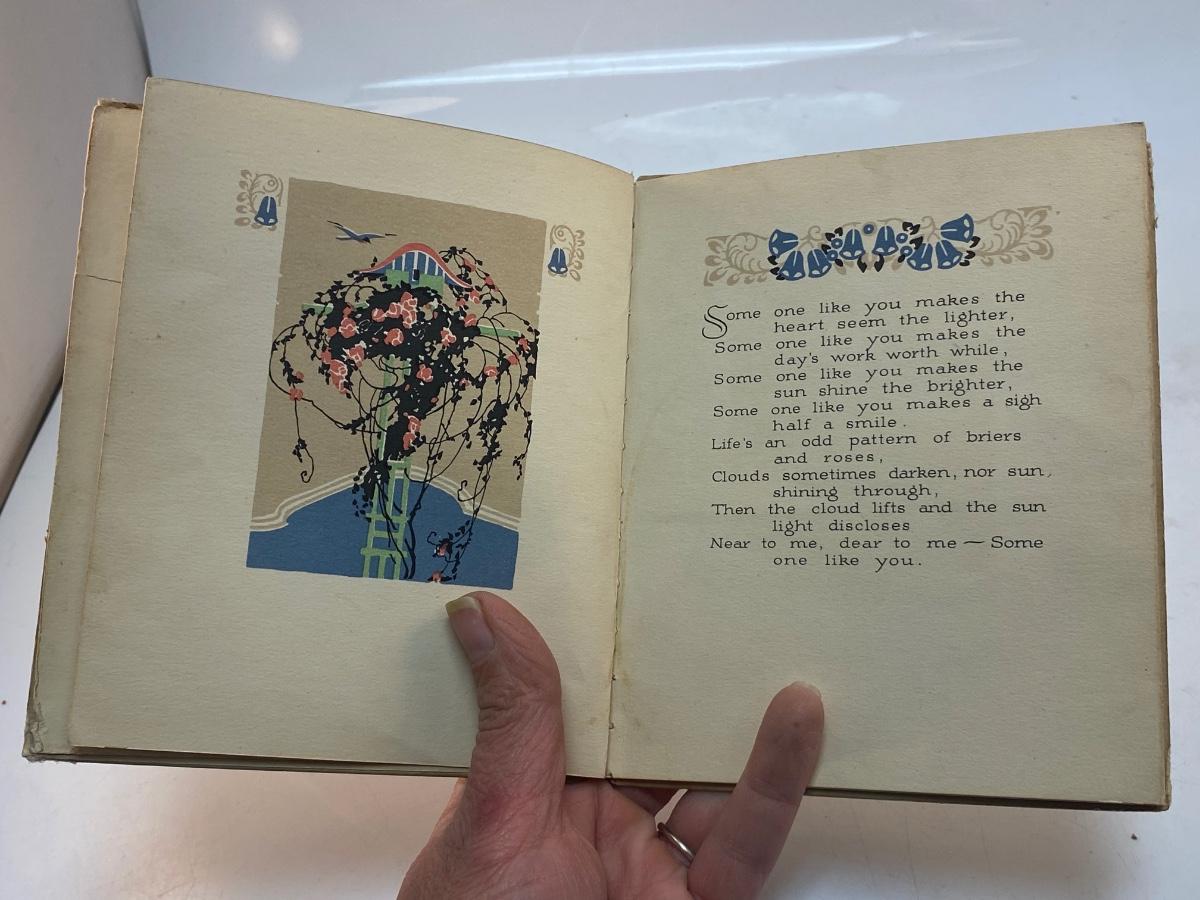 Some one like you makes the
heart seem the lighter,
Some one like you makes the
day's work worth while,
Some one like you makes the
sun shine the brighter,
Some one like you makes a sigh
half a smile.
Life's an odd pattern of briers
and roses,
Clouds sometimes darken, nor sun,
shining through,
Then the cloud lifts and the sun
light discloses
Near to me, dear to me — Some
one like you.